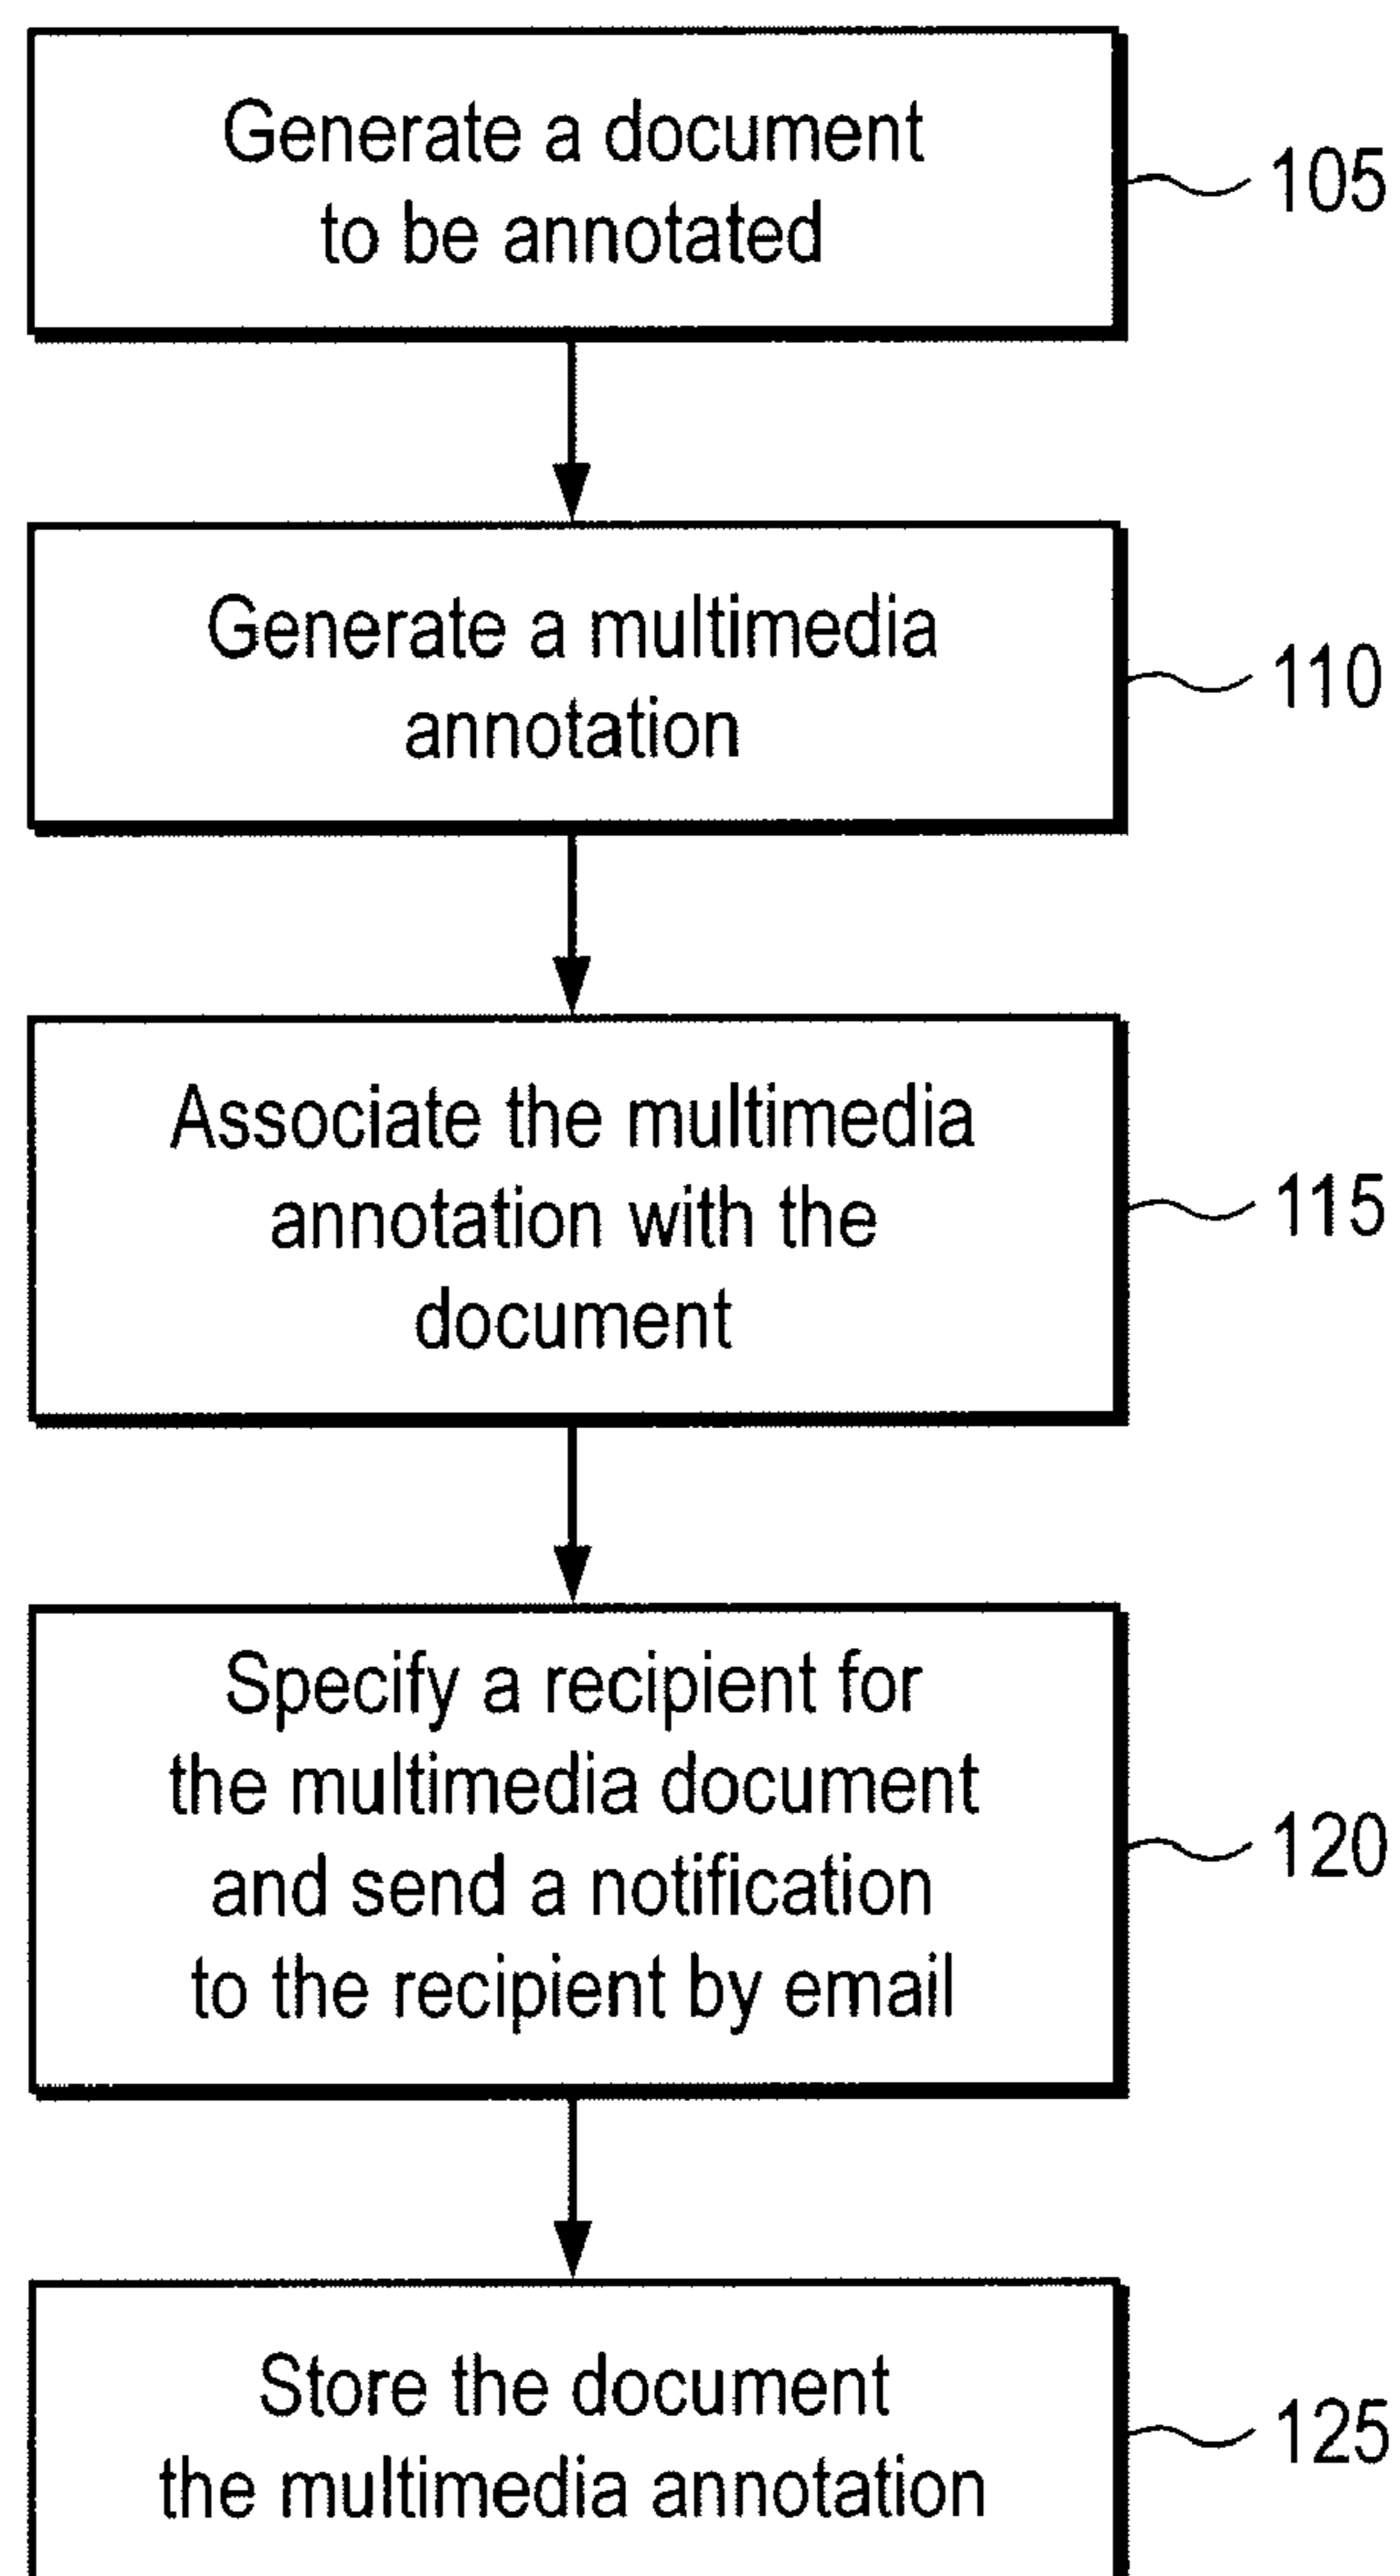 Generate a document
to be annotated
105
Generate a multimedia
annotation
110
Associate the multimedia
annotation with the
document
115
Specify a recipient for
the multimedia document
and send a notification
to the recipient by email
120
Store the document
the multimedia annotation
125